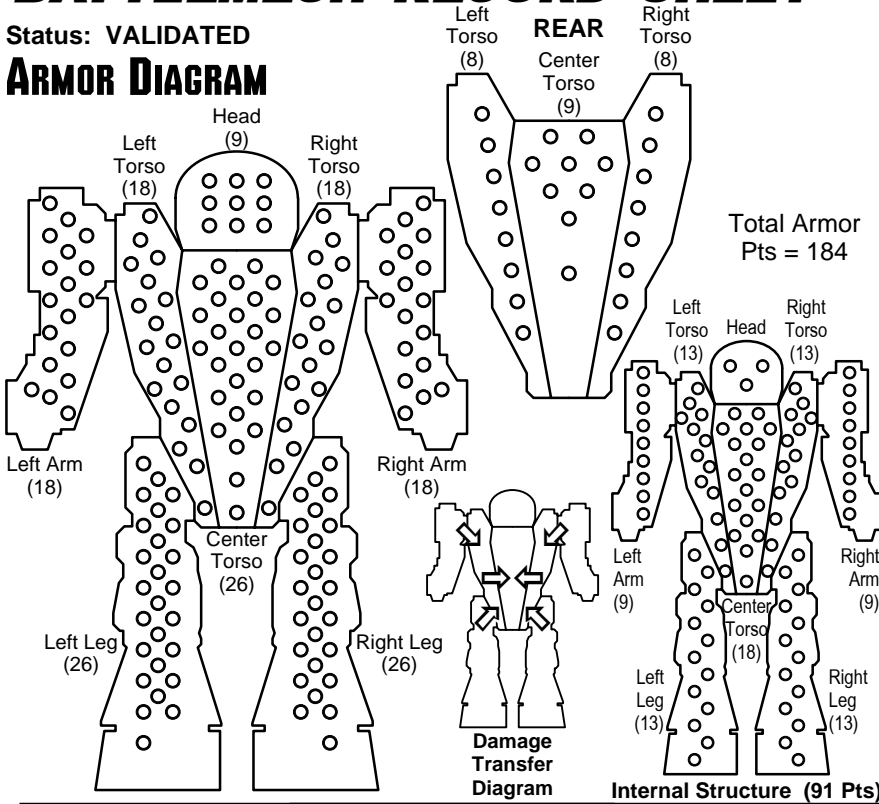 BATTLEMECH RECORD SHEET
Status: VALIDATED
ARMOR DIAGRAM
Head
(9)
Left
Torso
(18)
Right
Torso
(18)
Left Arm
(18)
Right Arm
(18)
Center
Torso
(26)
Left Leg
(26)
Right Leg
(26)
REAR
Left
Torso
(8)
Center
Torso
(9)
Right
Torso
(8)
Total Armor
Pts = 184
Damage
Transfer
Diagram
Left
Torso
(13)
Head
Right
Torso
(13)
Left
Arm
(9)
Right
Arm
(9)
Center
Torso
(18)
Left
Leg
(13)
Right
Leg
(13)
Internal Structure (91 Pts)